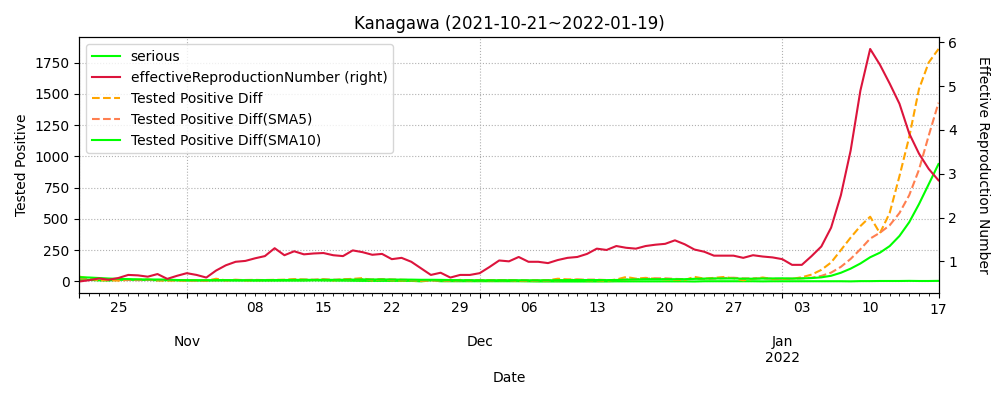 Kanagawa (2021-10-21~2022-01-19)
serious
effectiveReproductionNumber (right)
Tested Positive Diff
Tested Positive Diff(SMA5)
Tested Positive Diff(SMA10)
Tested Positive
1750
1500
1250
1000
750
500
250
0
Effective Reproduction Number
6
5
4
3
2
1
25 08 15 22 29 06 13 20 27 03 10 17
Nov Dec Jan
2022
Date